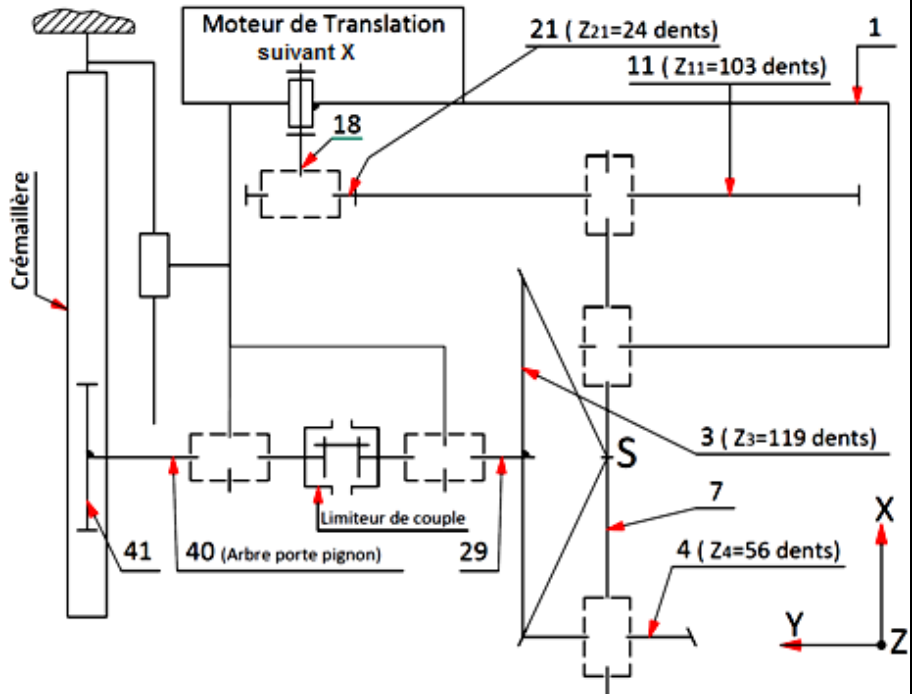 Moteur de Translation
suivant X
21 ( Z21=24 dents)
1
11 ( Z11=103 dents)
18
Crémaillère
3 ( Z3=119 dents)
S
Limiteur de couple
7
X
41
40 (Arbre porte pignon)
29
4 ( Z4=56 dents)
Y
Z